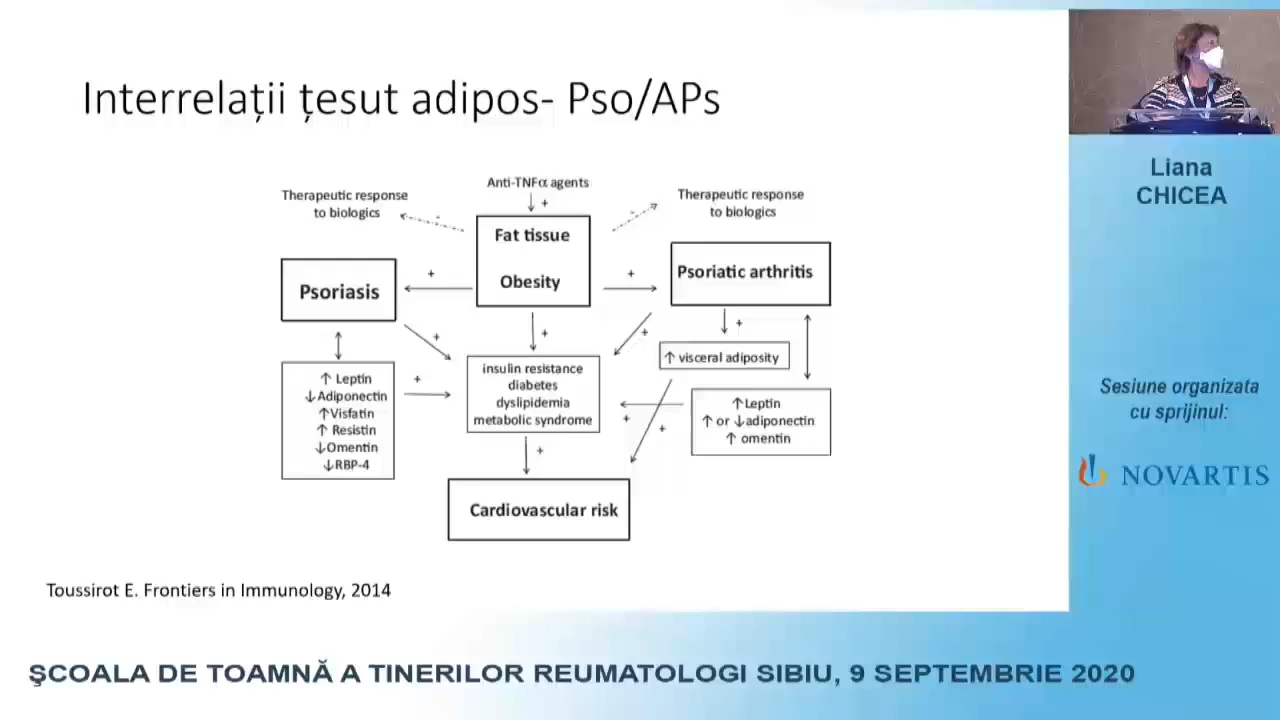 Interrelații țesut adipos- Pso/APs
Therapeutic response
to biologics
-
Anti-TNFα agents
+
Therapeutic response
to biologics
-
Fat tissue
Obesity
Psoriasis
+
+
Psoriatic arthritis
+
+
+
+
↑ visceral adiposity
↑ Leptin
↓Adiponectin
↑Visfatin
↑ Resistin
↓Omentin
↓RBP-4
+
insulin resistance
diabetes
dyslipidemia
metabolic syndrome
+
+
↑Leptin
↑ or ↓adiponectin
↑ omentin
+
Cardiovascular risk
Toussirot E. Frontiers in Immunology, 2014
Liana
CHICEA
Sesiune organizata
cu sprijinul:
NOVARTIS
ŞCOALA DE TOAMNĂ A TINERILOR REUMATOLOGI SIBIU, 9 SEPTEMBRIE 2020